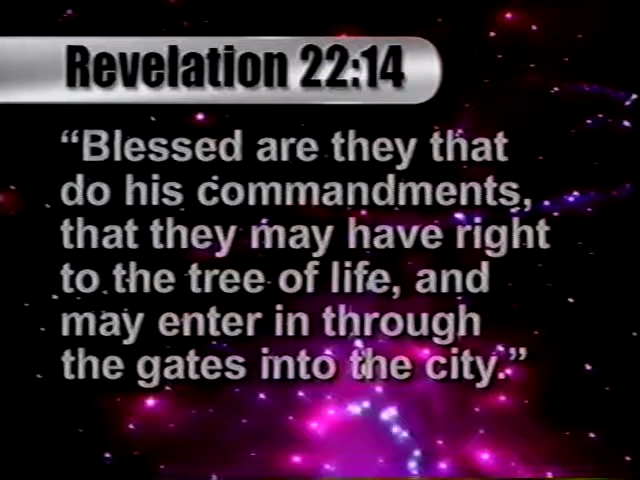 Revelation 22:14
“Blessed are they that
do his commandments,
that they may have right
to the tree of life, and
may enter in through
the gates into the city.”